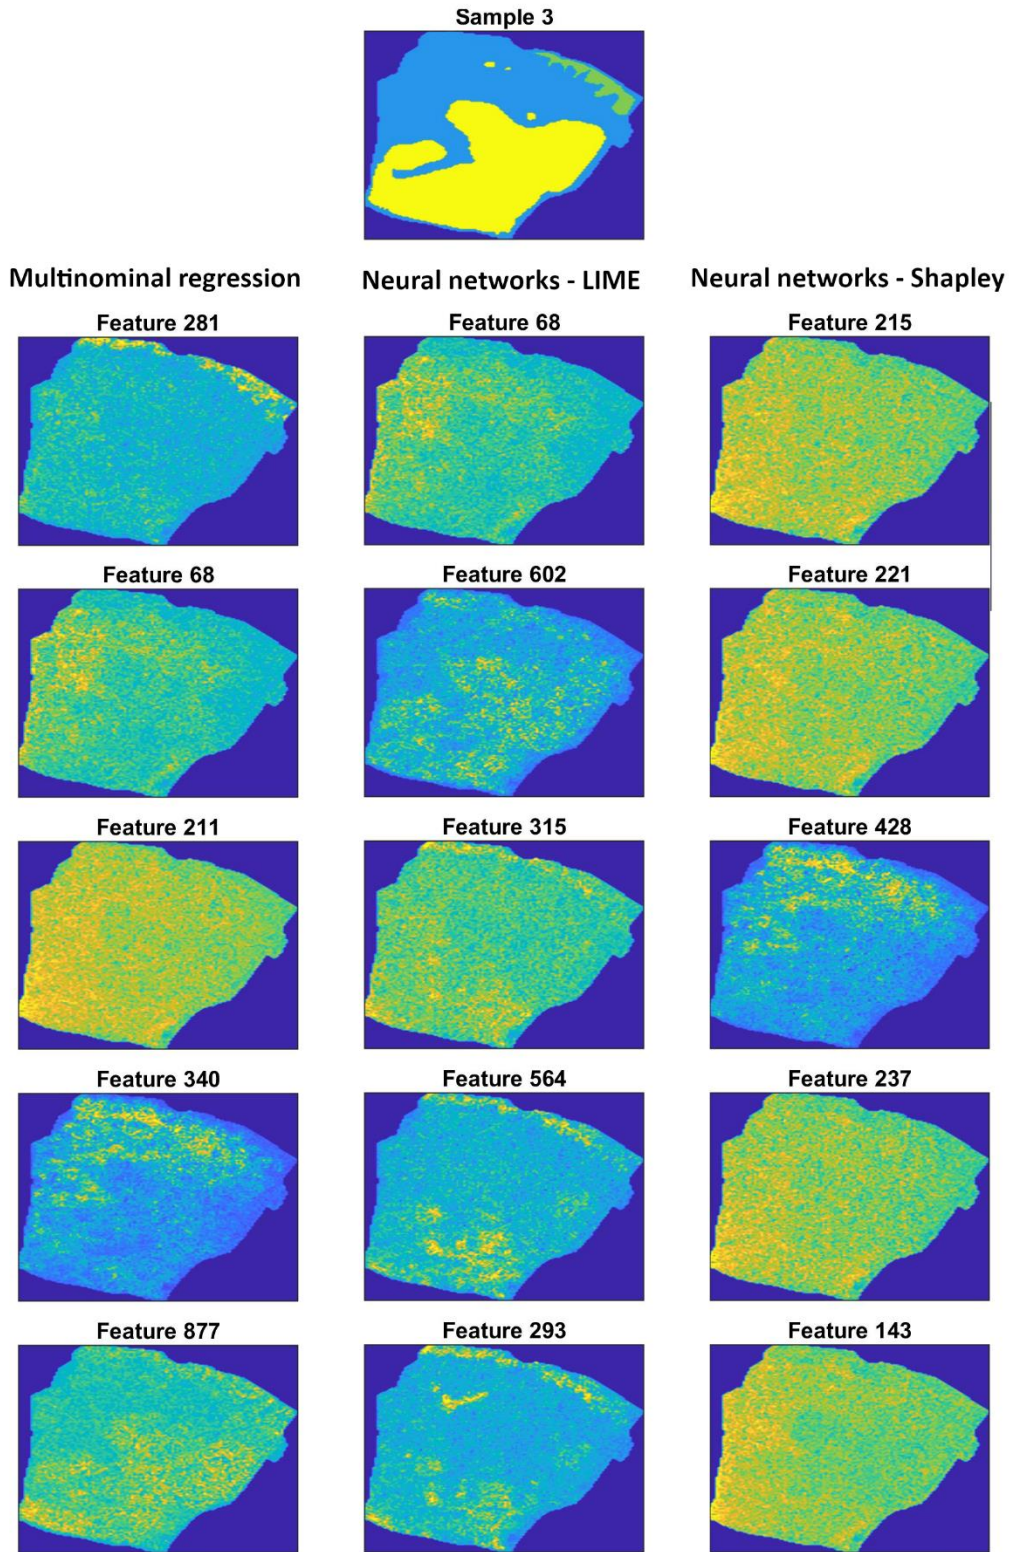 Sample 3
Multinominal regression
Neural networks - LIME
Neural networks - Shapley
Feature 281
Feature 68
Feature 215
Feature 68
Feature 602
Feature 221
Feature 211
Feature 315
Feature 428
Feature 340
Feature 564
Feature 237
Feature 877
Feature 293
Feature 143